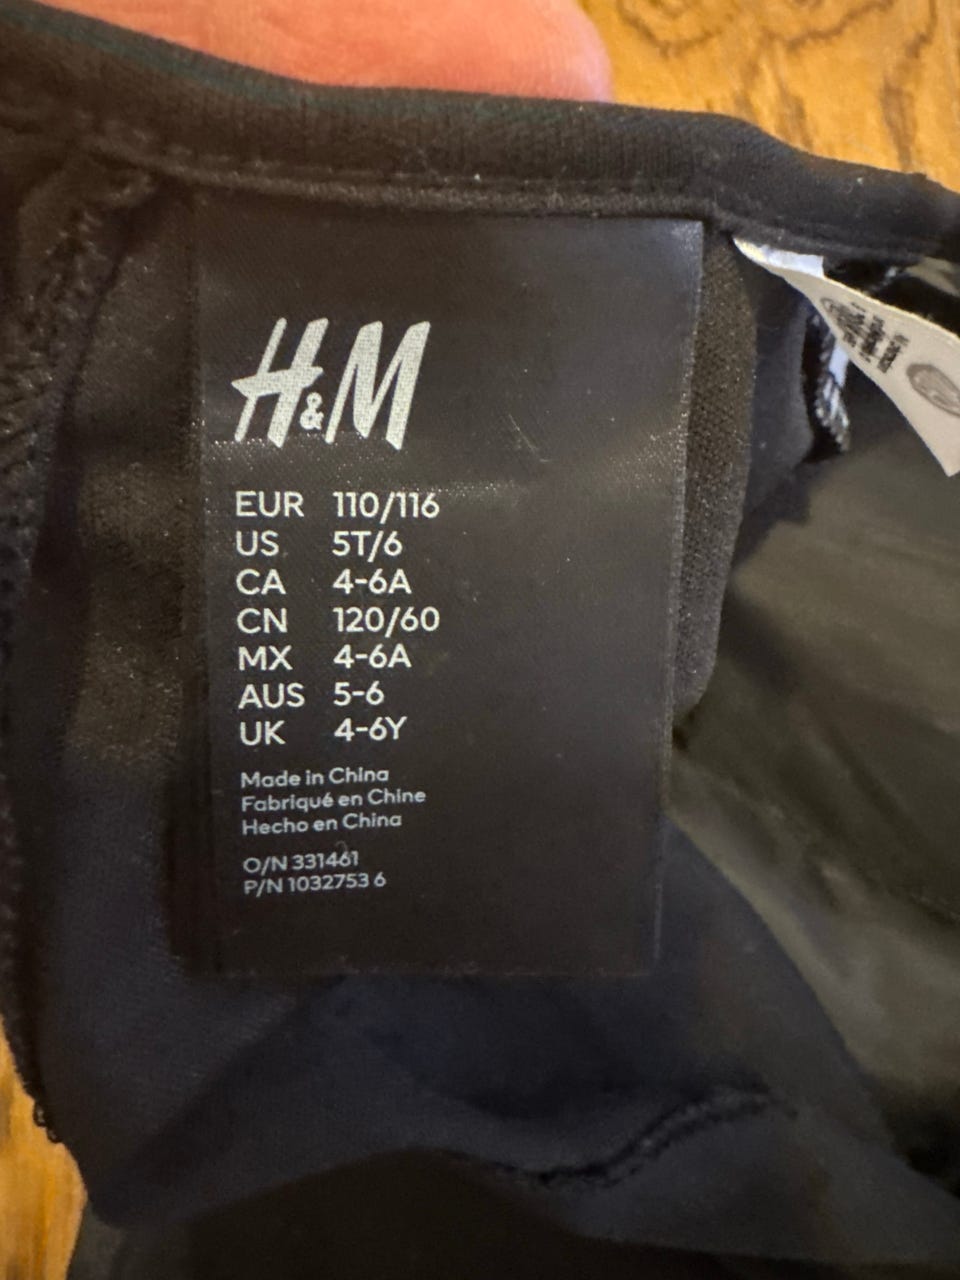 H&M
EUR 110/116
US 5T/6
CA 4-6A
CN 120/60
MX 4-6A
AUS 5-6
UK 4-6Y
Made in China
Fabriqué en Chine
Hecho en China
O/N 331461
P/N 1032753 6